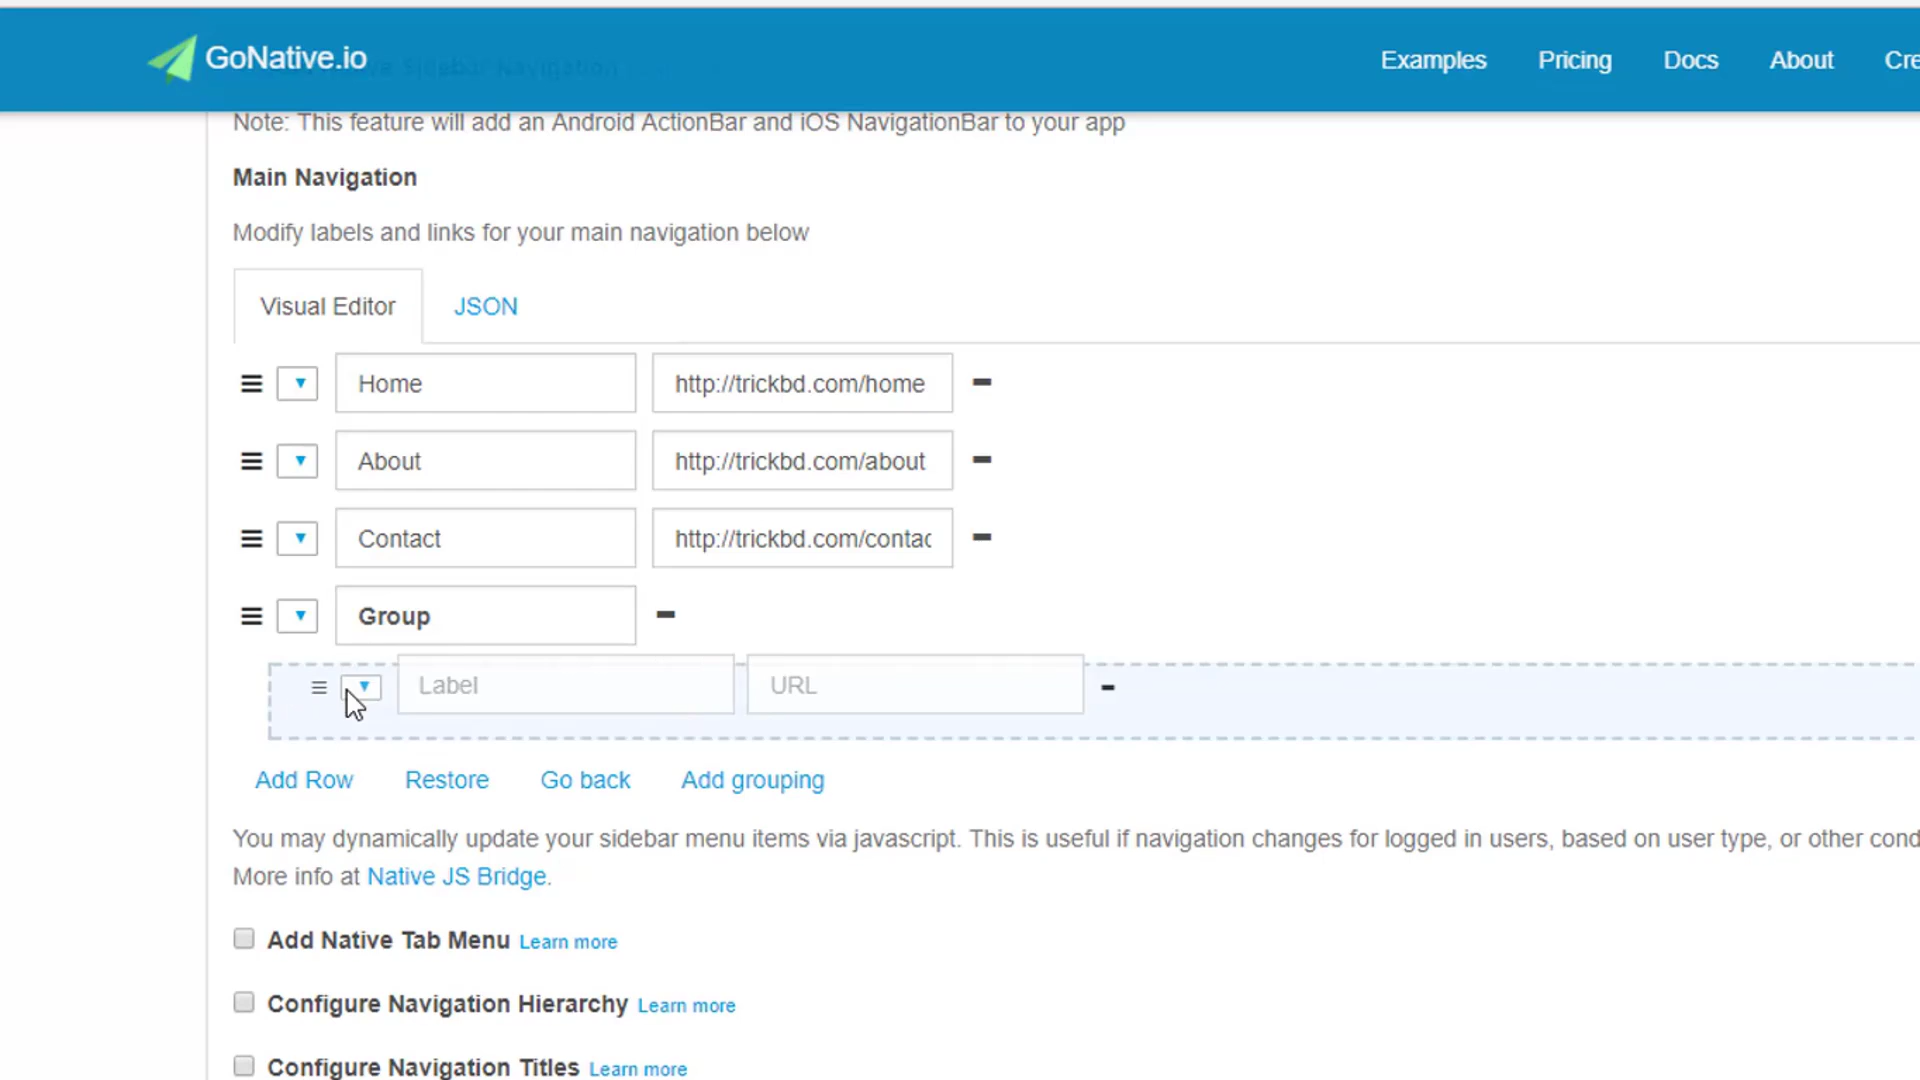 GoNative.io
Examples Pricing Docs About Cre
Sidebar Navigation
Note: This feature will add an Android ActionBar and iOS NavigationBar to your app
Main Navigation
Modify labels and links for your main navigation below
Visual Editor JSON
Home http://trickbd.com/home
About http://trickbd.com/about
Contact http://trickbd.com/contac
Group
Label URL
Add Row Restore Go back Add grouping
You may dynamically update your sidebar menu items via javascript. This is useful if navigation changes for logged in users, based on user type, or other cond
More info at Native JS Bridge.
Add Native Tab Menu Learn more
Configure Navigation Hierarchy Learn more
Configure Navigation Titles Learn more